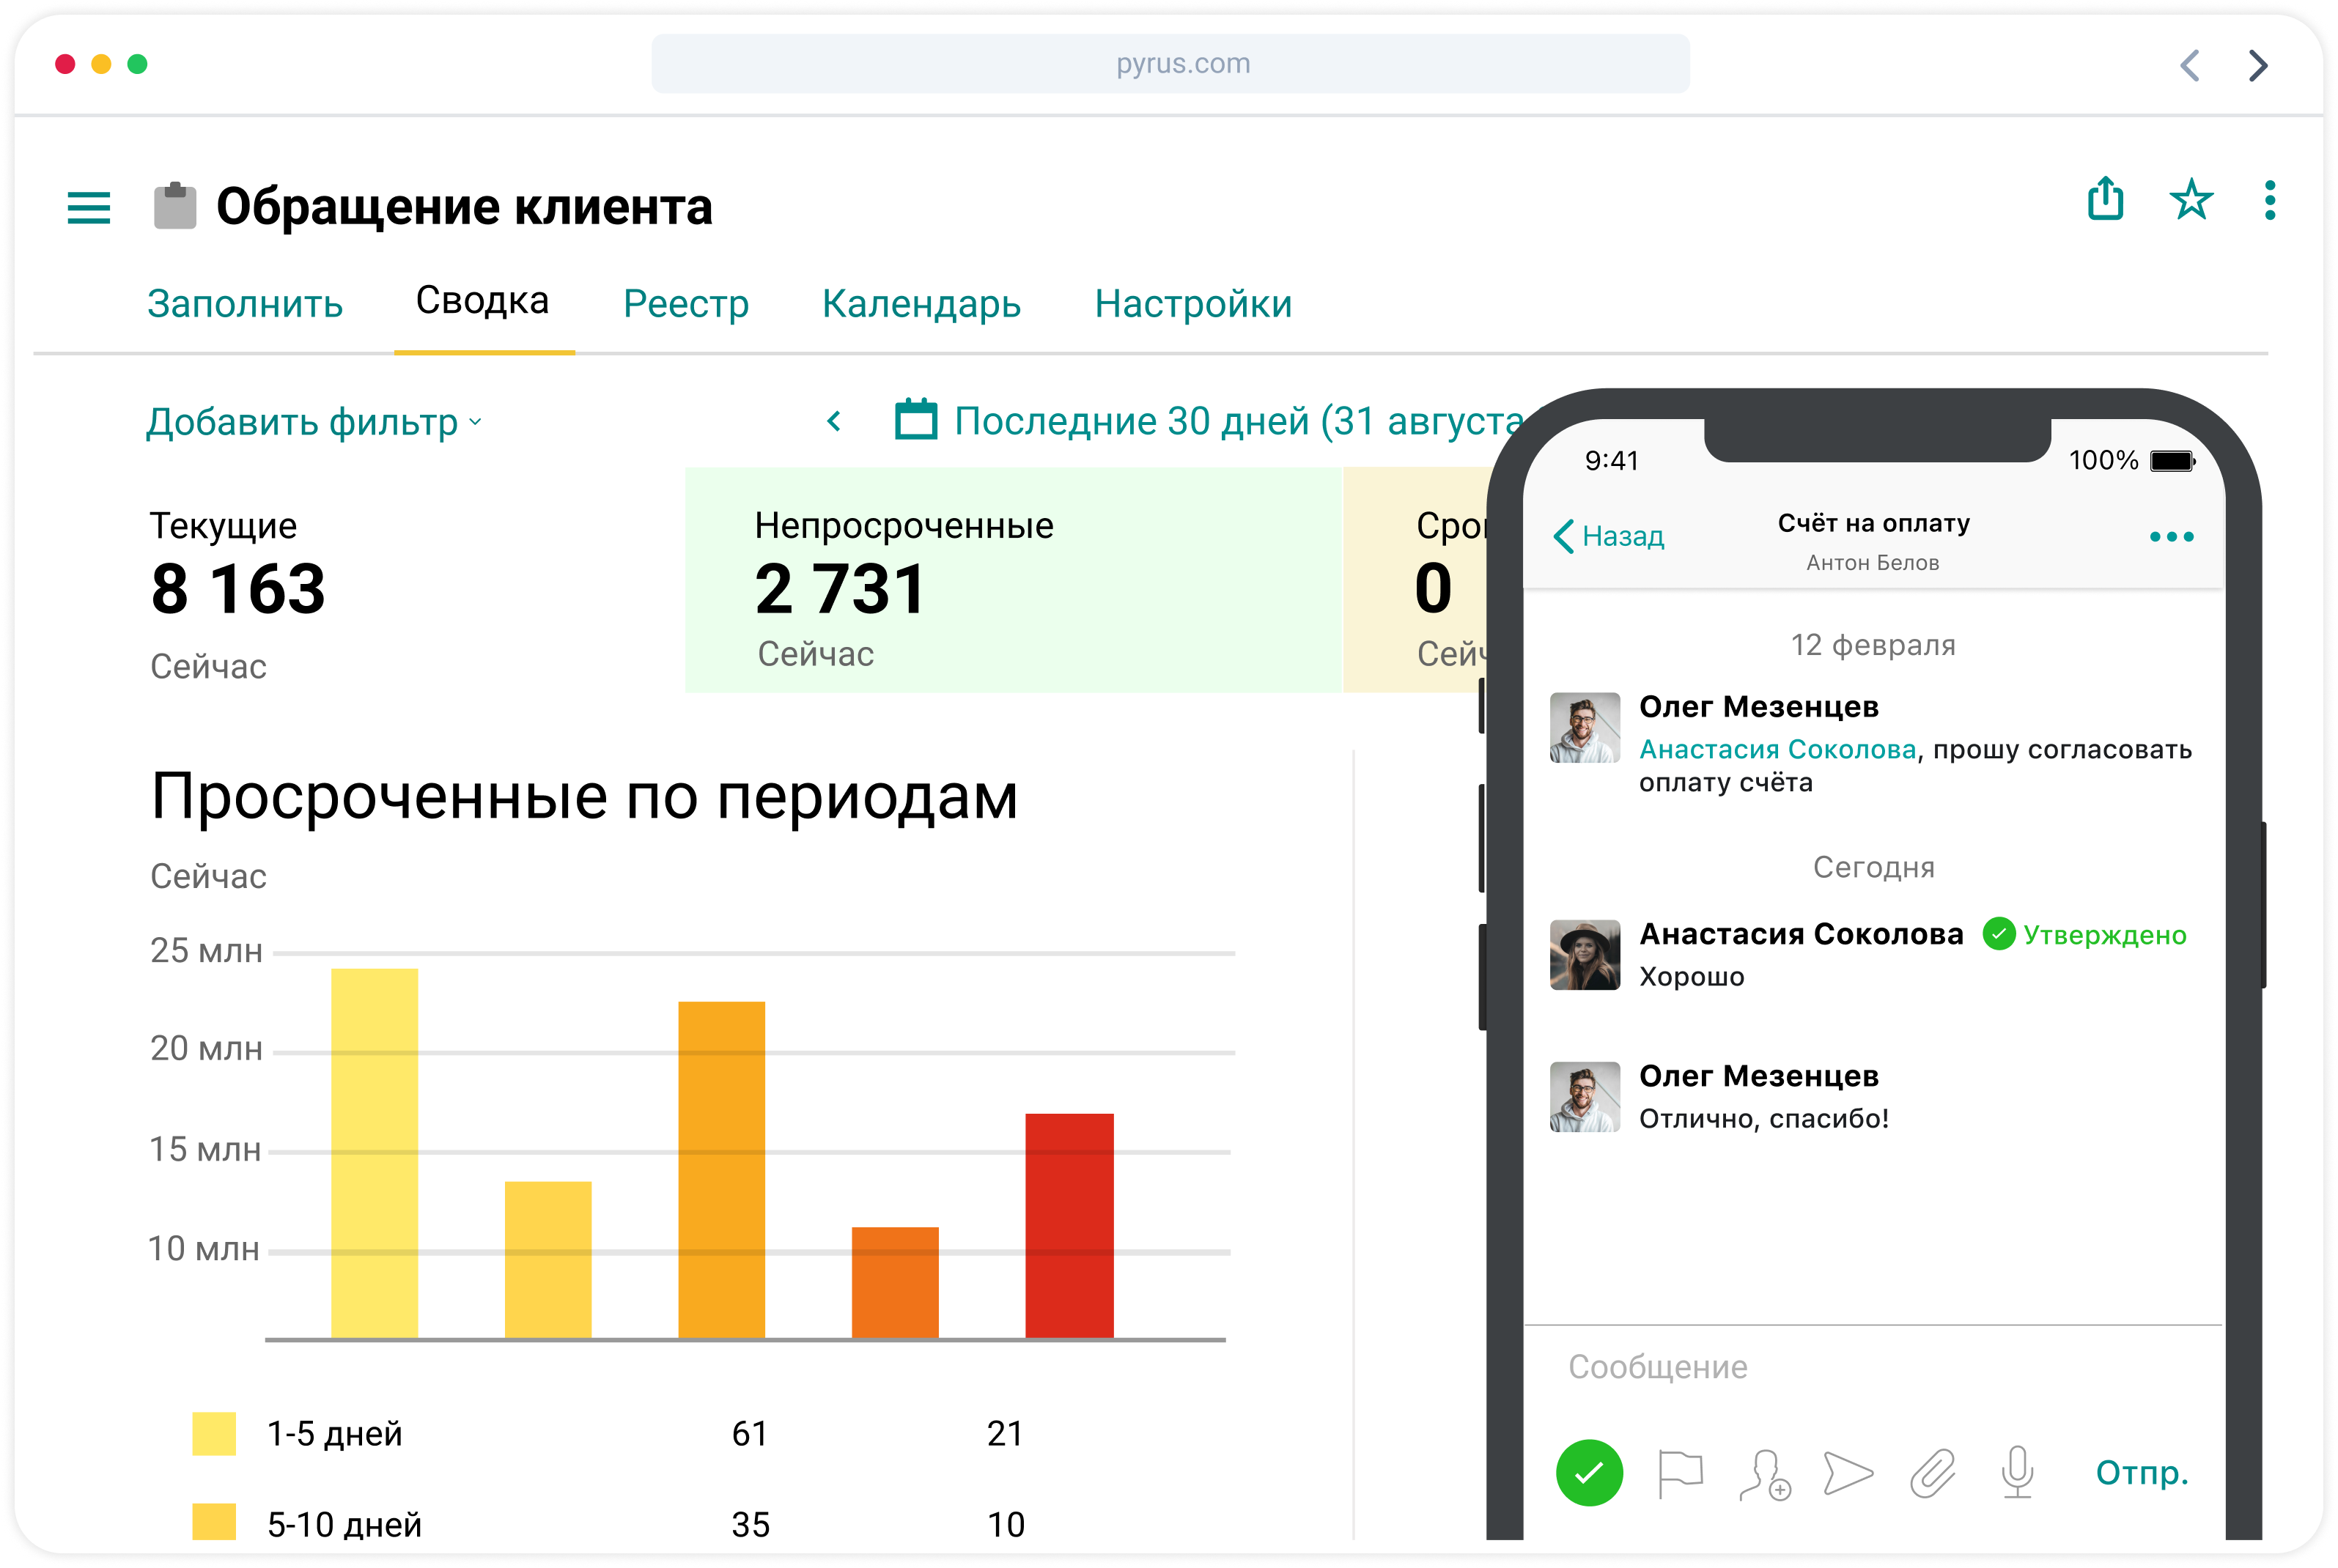 pyrus.com
Обращение клиента
Заполнить Сводка Реестр Календарь Настройки
Добавить фильтр
Последние 30 дней (31 августа
Текущие
8 163
Сейчас
Непросроченные
2 731
Сейчас
0
Просроченные по периодам
Сейчас
25 млн
20 млн
15 млн
10 млн
1-5 дней 61 21
5-10 дней 35 10
9:41 100%
Назад
Счёт на оплату
Антон Белов
12 февраля
Олег Мезенцев
Анастасия Соколова, прошу согласовать
оплату счёта
Сегодня
Анастасия Соколова Утверждено
Хорошо
Олег Мезенцев
Отлично, спасибо!
Сообщение
Отпр.